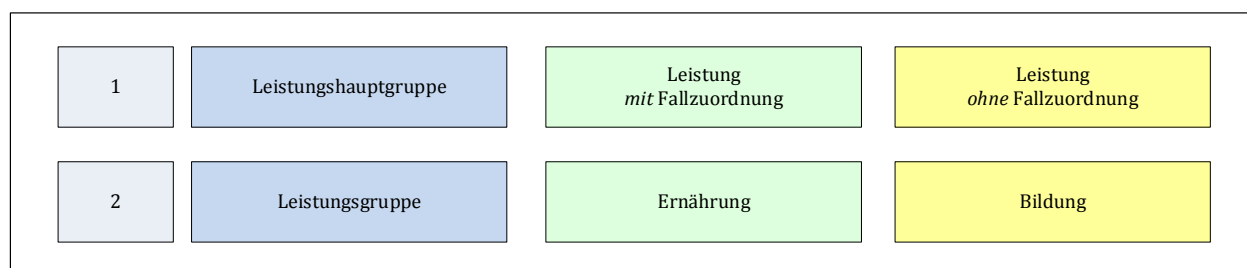 1
Leistungshauptgruppe
Leistung
mit Fallzuordnung
Leistung
ohne Fallzuordnung
2
Leistungsgruppe
Ernährung
Bildung